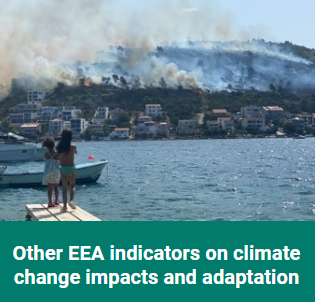 Other EEA indicators on climate
change impacts and adaptation